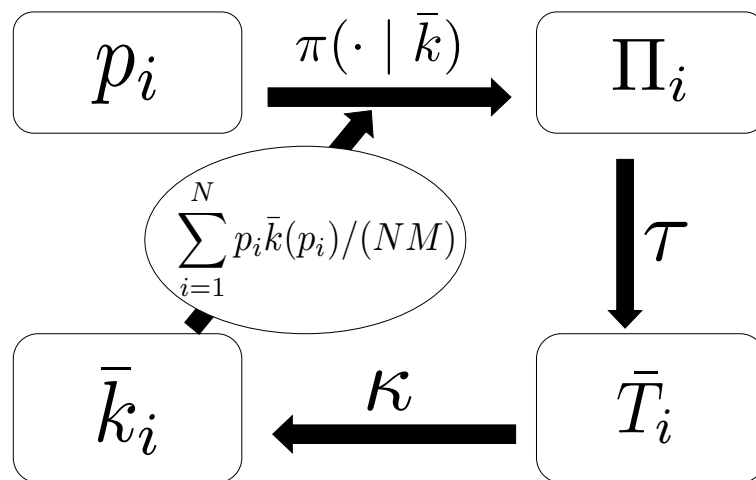 p_i
π(· | k̄)
Π_i
∑_{i=1}^{N} p_i k̄(p_i)/(NM)
τ
k̄_i
κ
T̄_i